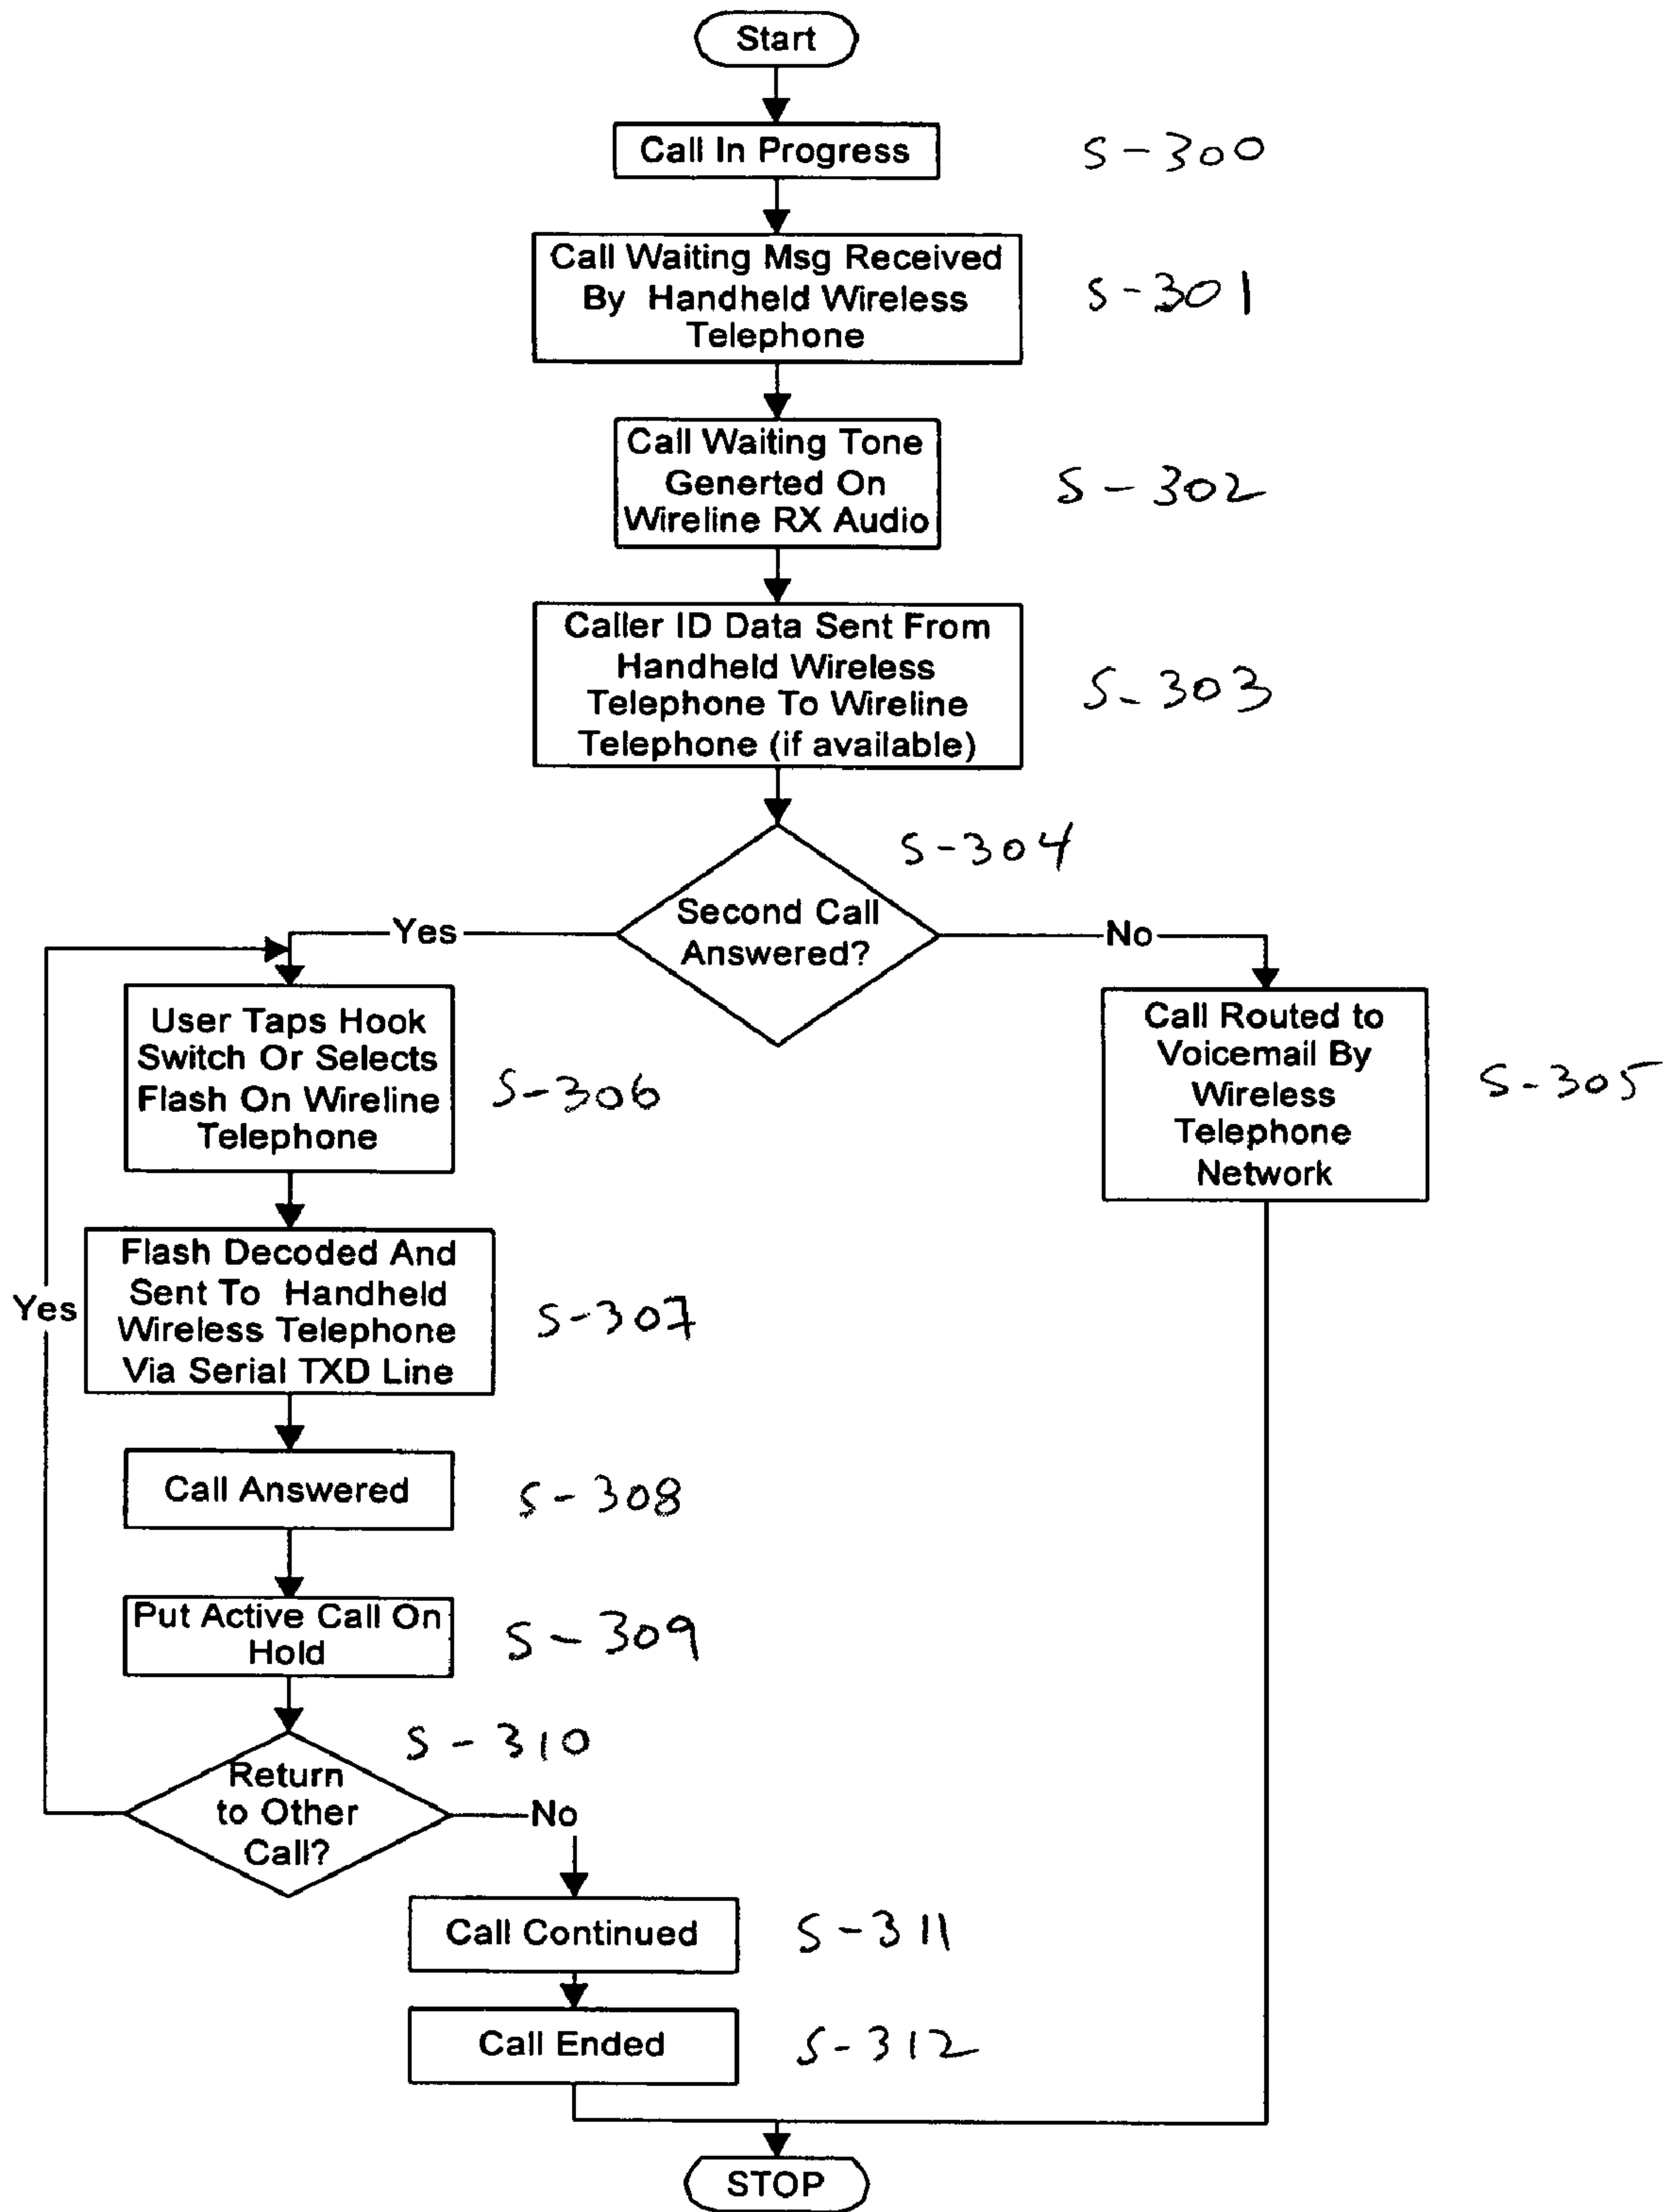 Start
Call In Progress
S-300
Call Waiting Msg Received
By Handheld Wireless
Telephone
S-301
Call Waiting Tone
Generted On
Wireline RX Audio
S-302
Caller ID Data Sent From
Handheld Wireless
Telephone To Wireline
Telephone (if available)
S-303
S-304
Second Call
Answered?
Yes
No
User Taps Hook
Switch Or Selects
Flash On Wireline
Telephone
S-306
Call Routed to
Voicemail By
Wireless
Telephone
Network
S-305
Yes
Flash Decoded And
Sent To Handheld
Wireless Telephone
Via Serial TXD Line
S-307
Call Answered
S-308
Put Active Call On
Hold
S-309
S-310
Return
to Other
Call?
No
Call Continued
S-311
Call Ended
S-312
STOP